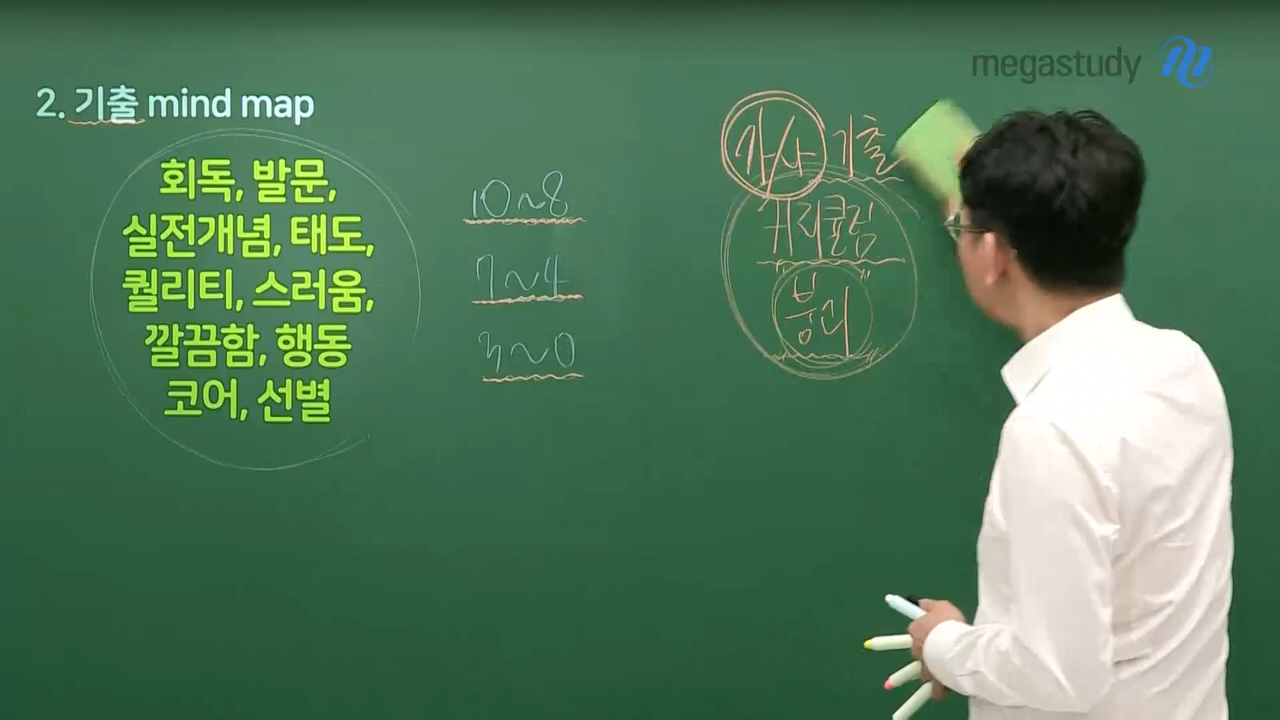 megastudy
2. 기출 mind map
회독, 발문,
실전개념, 태도,
퀄리티, 스러움,
깔끔함, 행동
코어, 선별
10~8
7~4
3~0
기출
커리큘럼